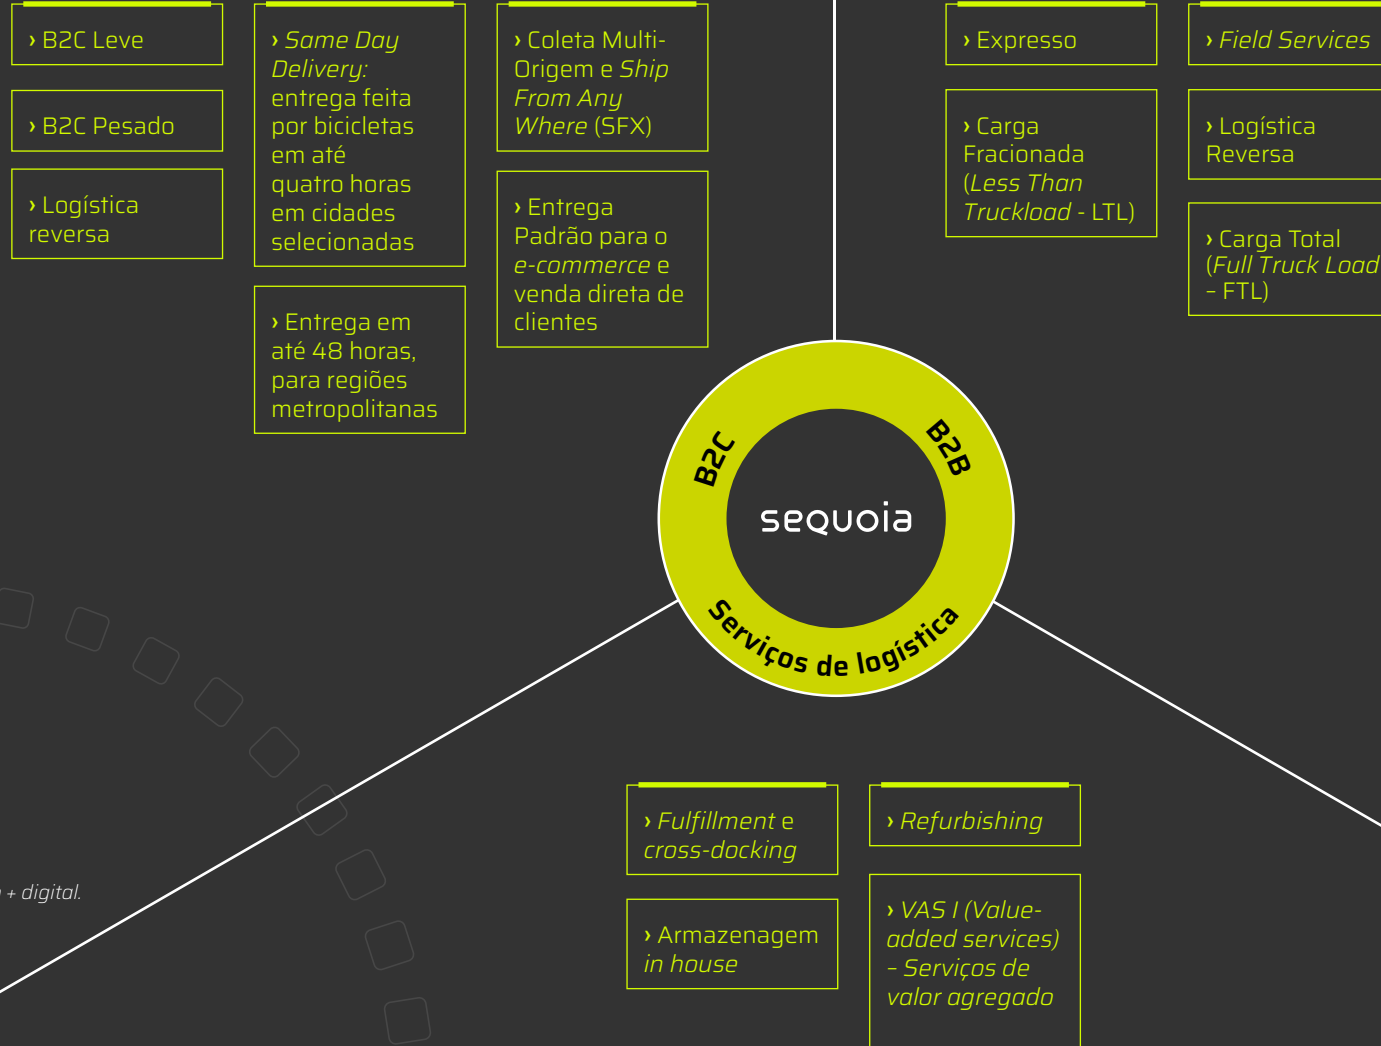 › B2C Leve
› B2C Pesado
› Logística
reversa
› Same Day
Delivery:
entrega feita
por bicicletas
em até
quatro horas
em cidades
selecionadas
› Entrega em
até 48 horas,
para regiões
metropolitanas
› Coleta Multi-
Origem e Ship
From Any
Where (SFX)
› Entrega
Padrão para o
e-commerce e
venda direta de
clientes
› Expresso
› Carga
Fracionada
(Less Than
Truckload - LTL)
› Field Services
› Logística
Reversa
› Carga Total
(Full Truck Load
– FTL)
B2C
B2B
sequoia
Serviços de logística
+ digital.
› Fulfillment e
cross-docking
› Armazenagem
in house
› Refurbishing
› VAS I (Value-
added services)
– Serviços de
valor agregado